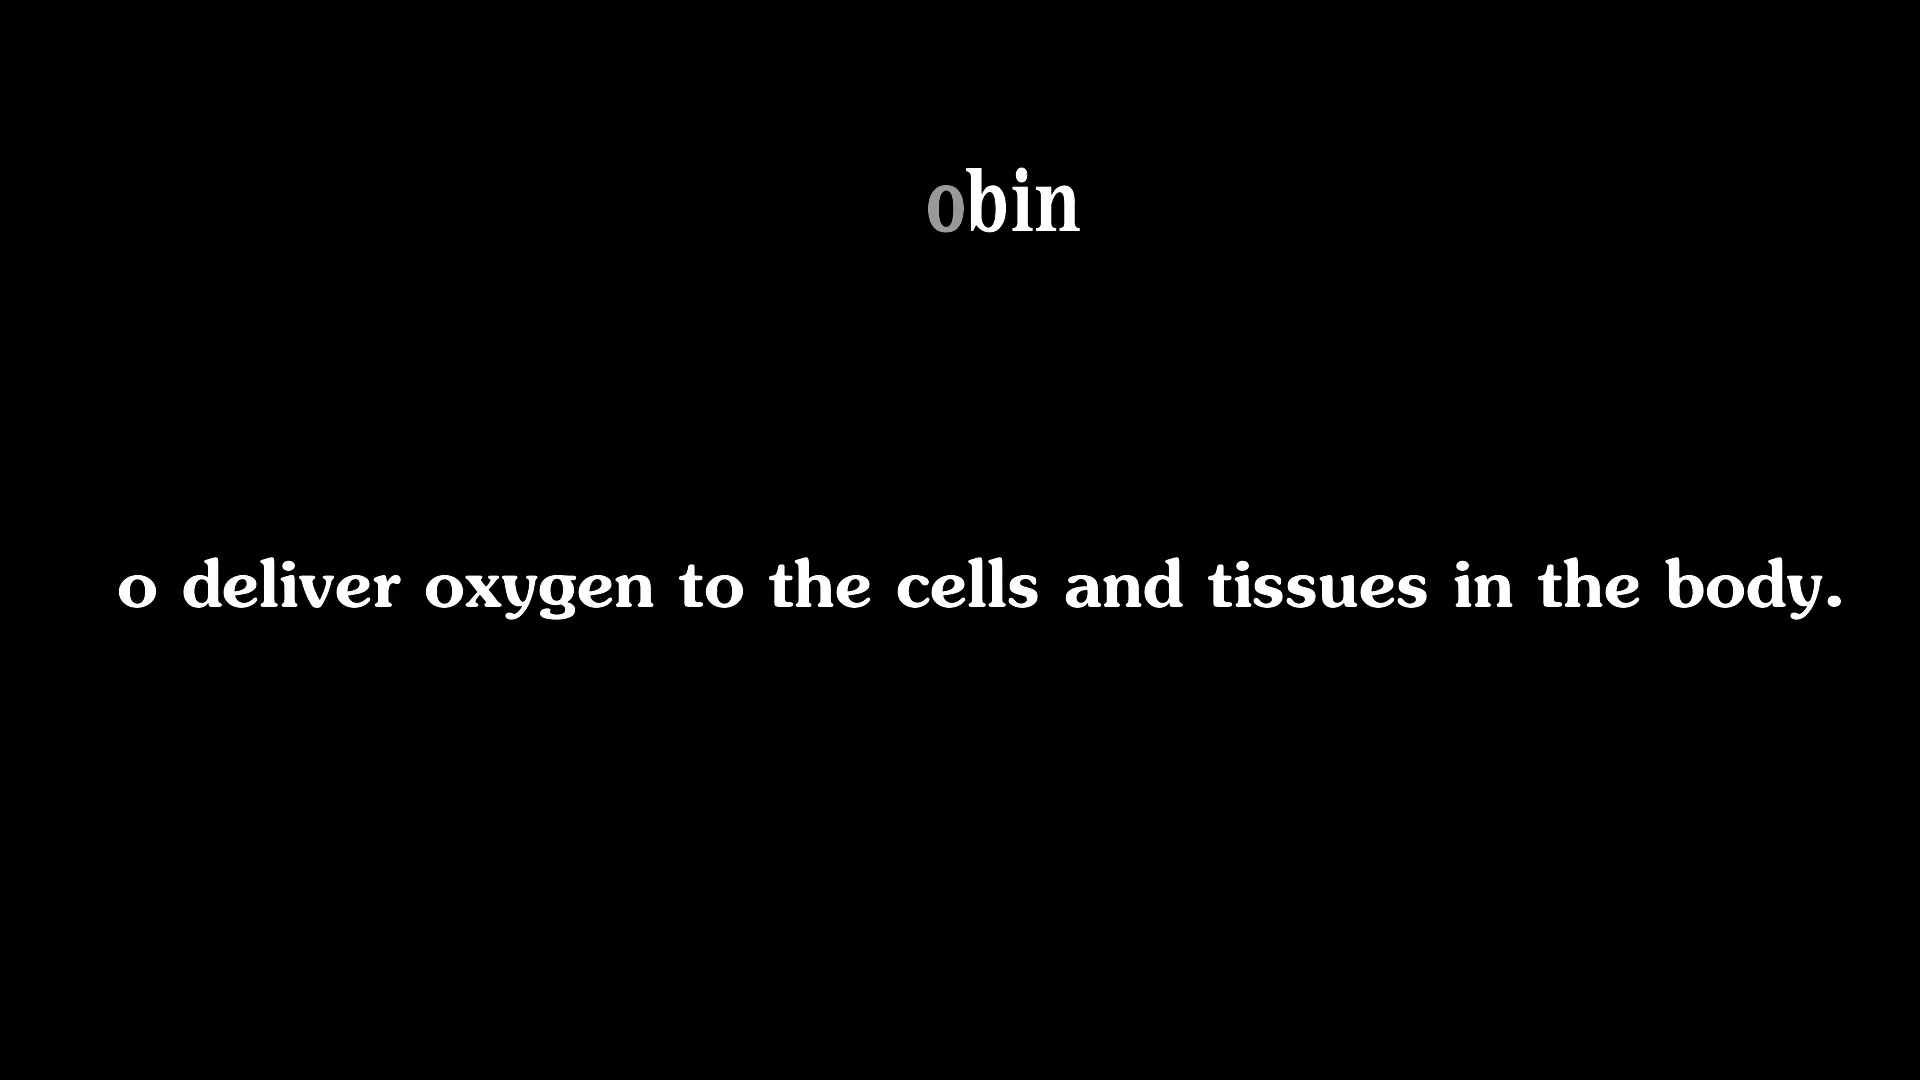 obin
o deliver oxygen to the cells and tissues in the body.